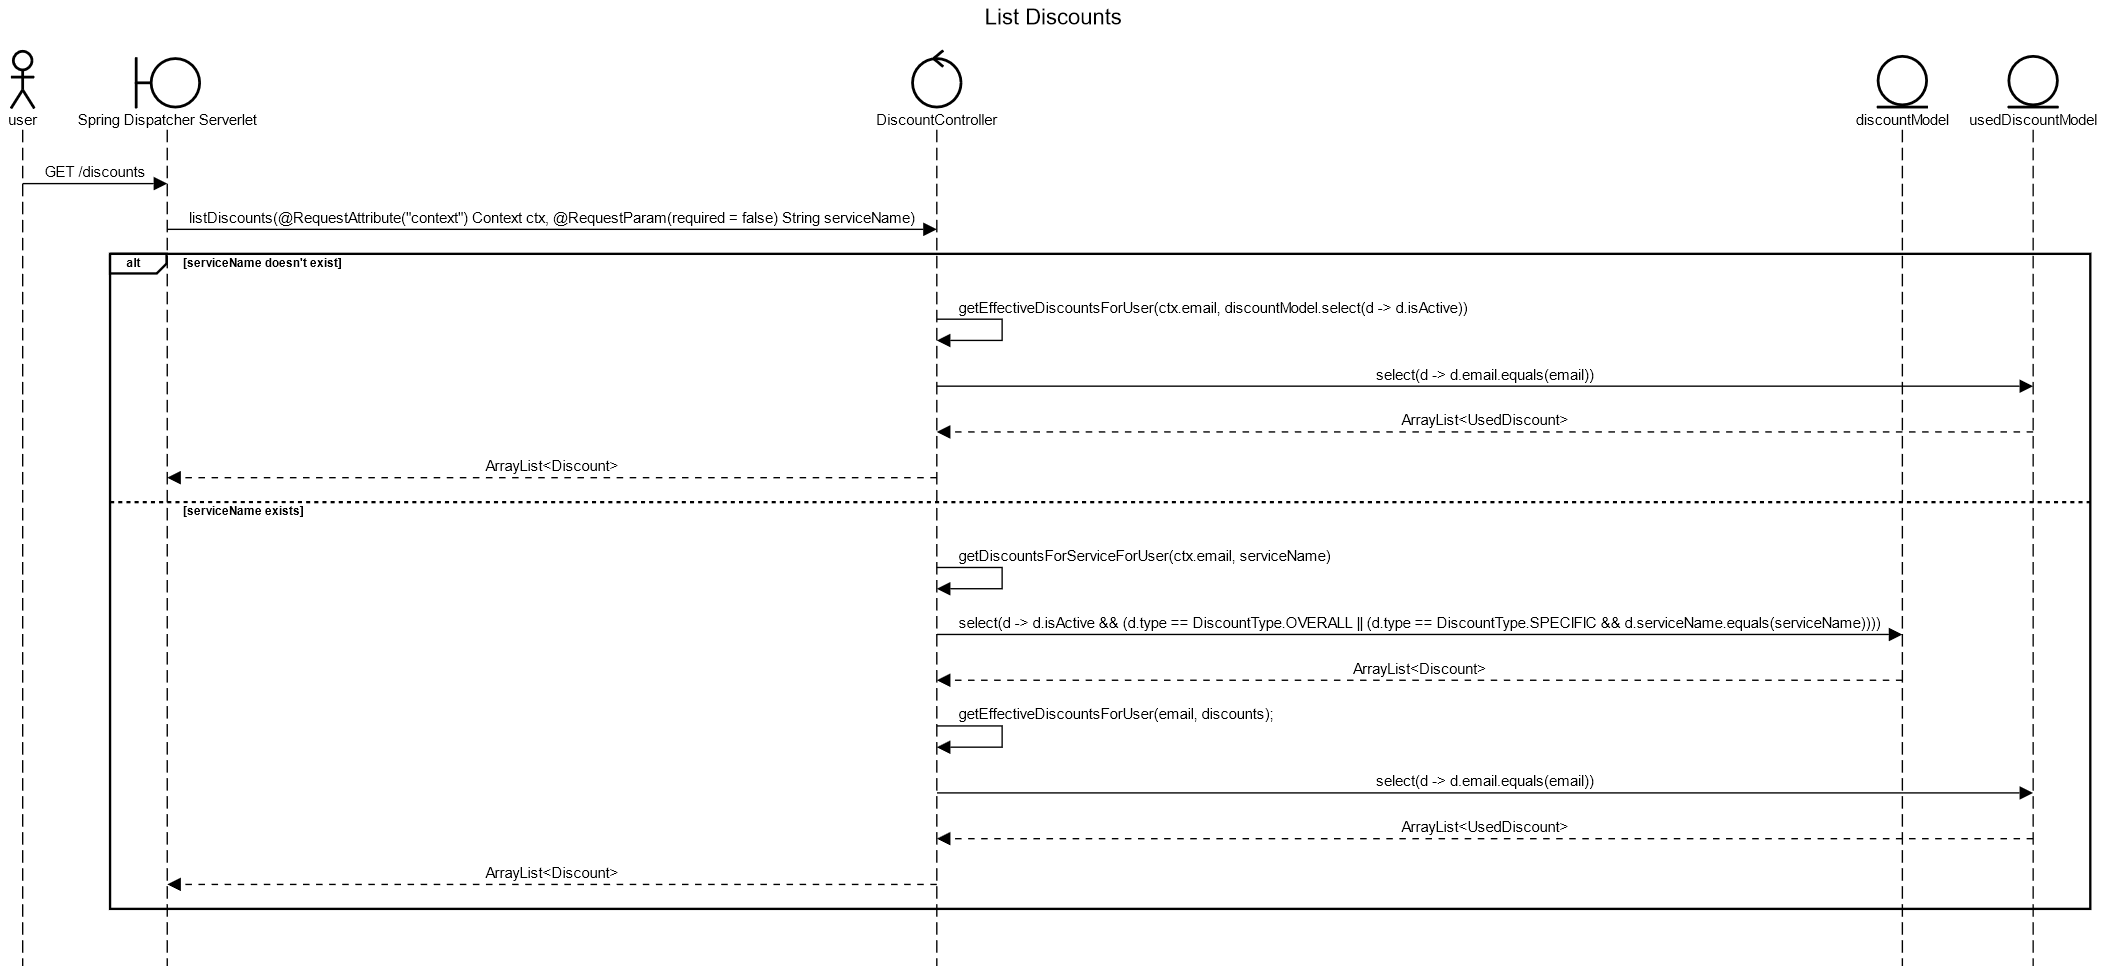 List Discounts
user
Spring Dispatcher Serverlet
DiscountController
discountModel
usedDiscountModel
GET /discounts
listDiscounts(@RequestAttribute("context") Context ctx, @RequestParam(required = false) String serviceName)
alt
[serviceName doesn't exist]
getEffectiveDiscountsForUser(ctx.email, discountModel.select(d -> d.isActive))
select(d -> d.email.equals(email))
ArrayList<UsedDiscount>
ArrayList<Discount>
[serviceName exists]
getDiscountsForServiceForUser(ctx.email, serviceName)
select(d -> d.isActive && (d.type == DiscountType.OVERALL || (d.type == DiscountType.SPECIFIC && d.serviceName.equals(serviceName))))
ArrayList<Discount>
getEffectiveDiscountsForUser(email, discounts);
select(d -> d.email.equals(email))
ArrayList<UsedDiscount>
ArrayList<Discount>